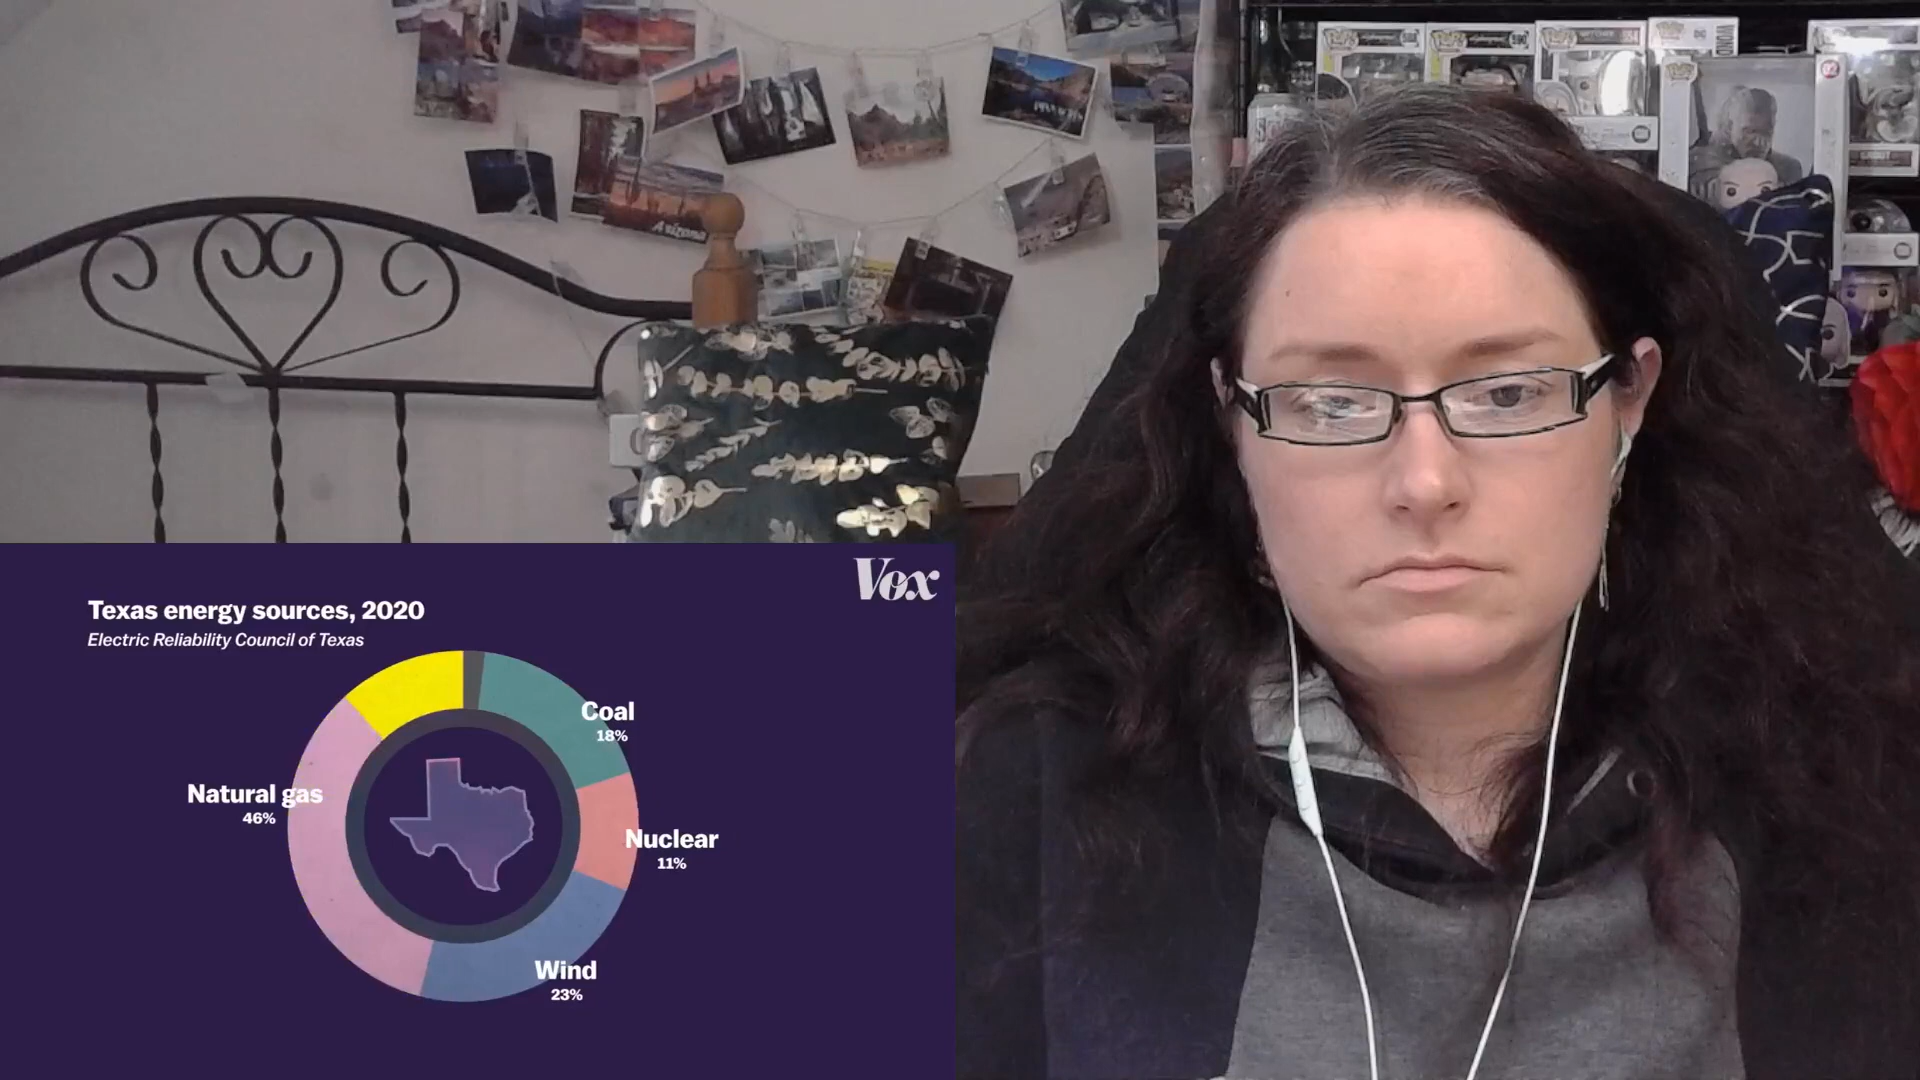 Arizona
Vox
Texas energy sources, 2020
Electric Reliability Council of Texas
Coal
18%
Natural gas
46%
Nuclear
11%
Wind
23%